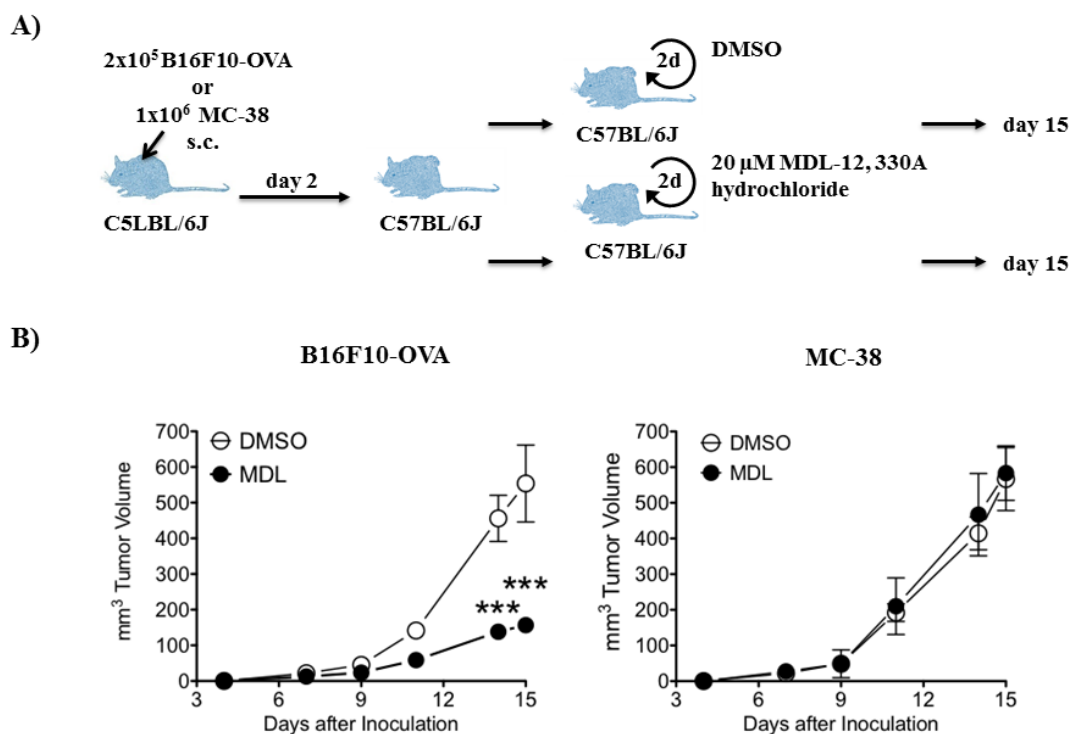 A)
2x10⁵ B16F10-OVA
or
1x10⁶ MC-38
s.c.
C5LBL/6J
day 2
C57BL/6J
2d
DMSO
C57BL/6J
day 15
2d
20 µM MDL-12, 330A
hydrochloride
C57BL/6J
day 15
B)
B16F10-OVA
mm³ Tumor Volume
700
600
500
400
300
200
100
0
DMSO
MDL
***
***
3
6
9
12
15
Days after Inoculation
MC-38
mm³ Tumor Volume
700
600
500
400
300
200
100
0
DMSO
MDL
3
6
9
12
15
Days after Inoculation